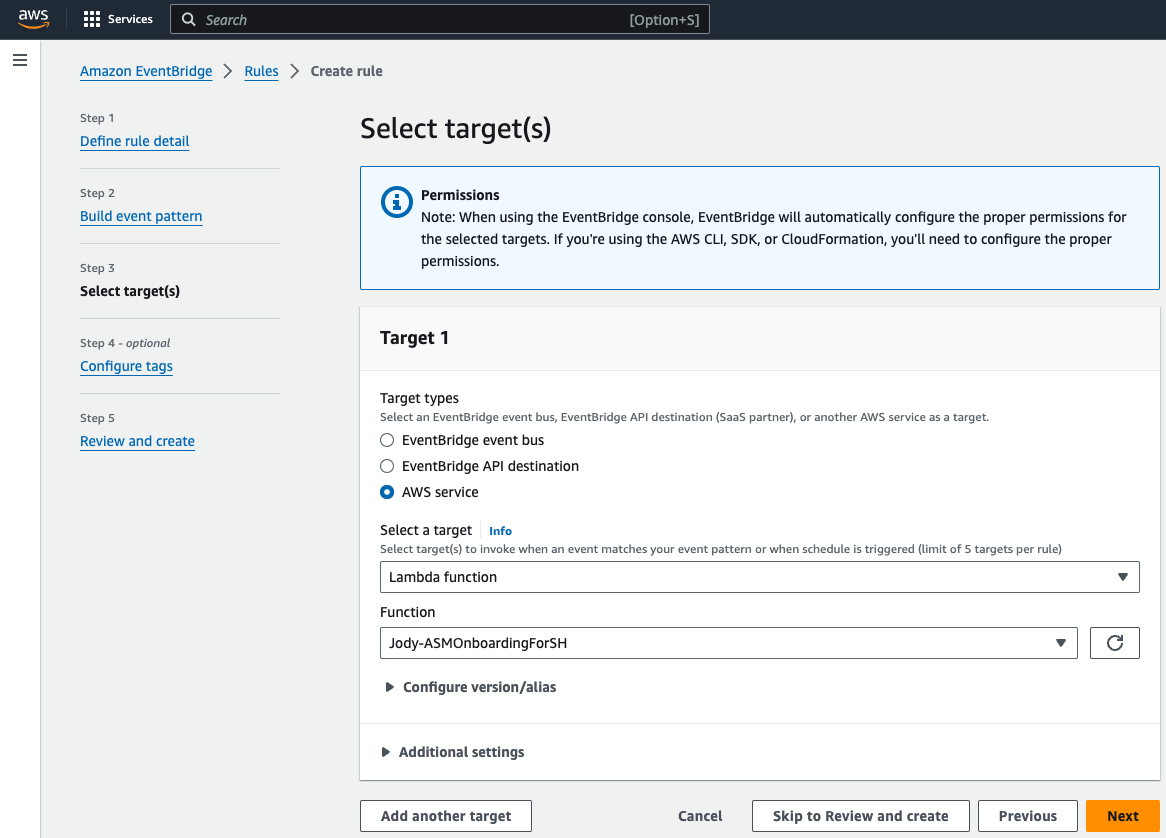 aws
Services
Search [Option+S]
Amazon EventBridge > Rules > Create rule
Step 1
Define rule detail
Step 2
Build event pattern
Step 3
Select target(s)
Step 4 - optional
Configure tags
Step 5
Review and create
Select target(s)
Permissions
Note: When using the EventBridge console, EventBridge will automatically configure the proper permissions for
the selected targets. If you're using the AWS CLI, SDK, or CloudFormation, you'll need to configure the proper
permissions.
Target 1
Target types
Select an EventBridge event bus, EventBridge API destination (SaaS partner), or another AWS service as a target.
EventBridge event bus
EventBridge API destination
AWS service
Select a target Info
Select target(s) to invoke when an event matches your event pattern or when schedule is triggered (limit of 5 targets per rule)
Lambda function
Function
Jody-ASMOnboardingForSH
Configure version/alias
Additional settings
Add another target
Cancel
Skip to Review and create
Previous
Next